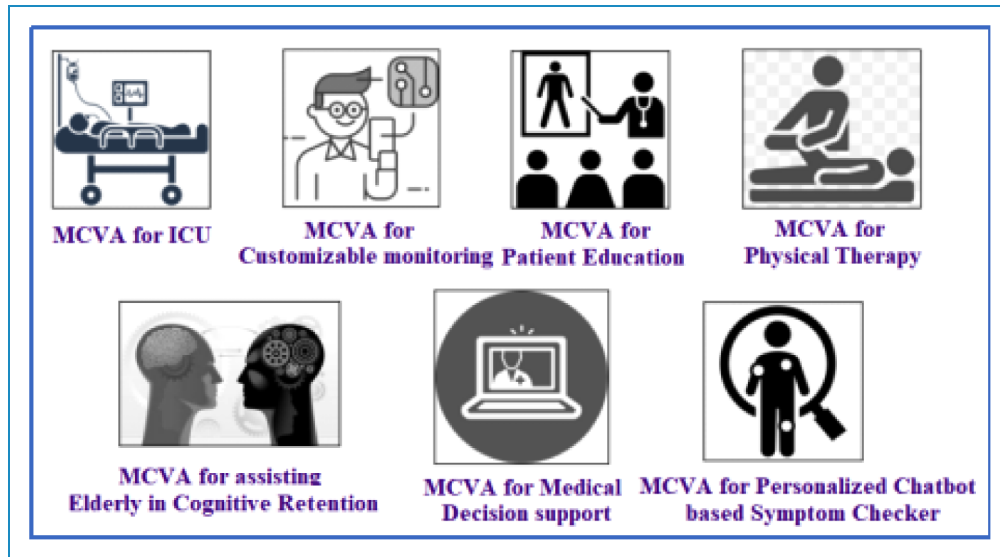 MCVA for ICU
MCVA for
Customizable monitoring
MCVA for
Patient Education
MCVA for
Physical Therapy
MCVA for assisting
Elderly in Cognitive Retention
MCVA for Medical
Decision support
MCVA for Personalized Chatbot
based Symptom Checker